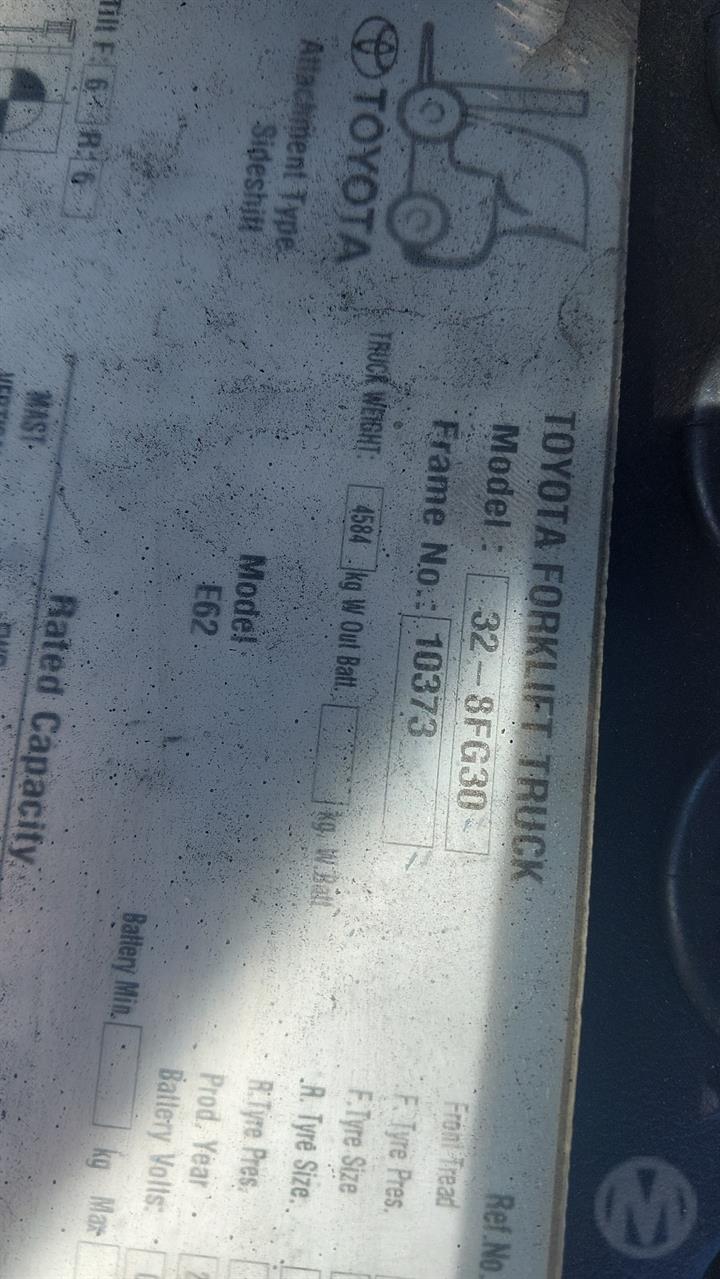 TOYOTA FORKLIFT TRUCK
Model : 32-8FG30
Frame No.: 10373
TOYOTA
TRUCK WEIGHT 4584 kg W Out Batt. kg W Batt
Attachment Type
Sideshift
Model
E62
Tilt F: 6 R: 6
Battery Min. kg Max
MAST
Rated Capacity
Ref.No
Front Tread
F. Tyre Pres.
F.Tyre Size
R. Tyre Size.
R.Tyre Pres.
Prod. Year
Battery Volts.
M